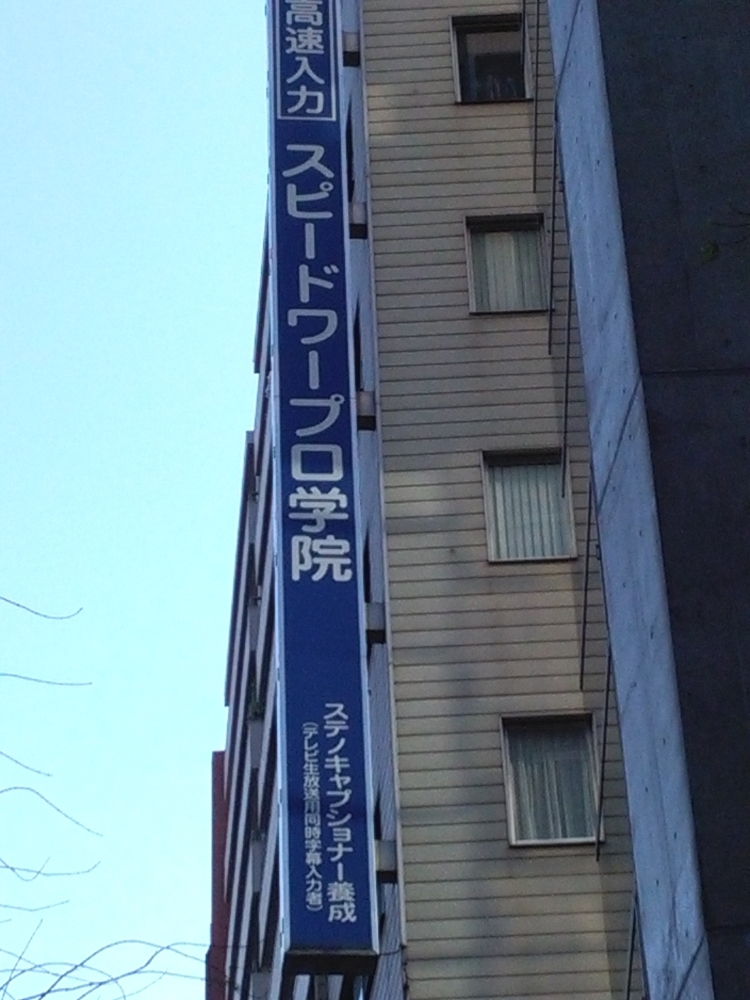 高速入力
スピードワープロ学院
ステノキャプショナー養成
(テレビ生放送用同時字幕入力者)